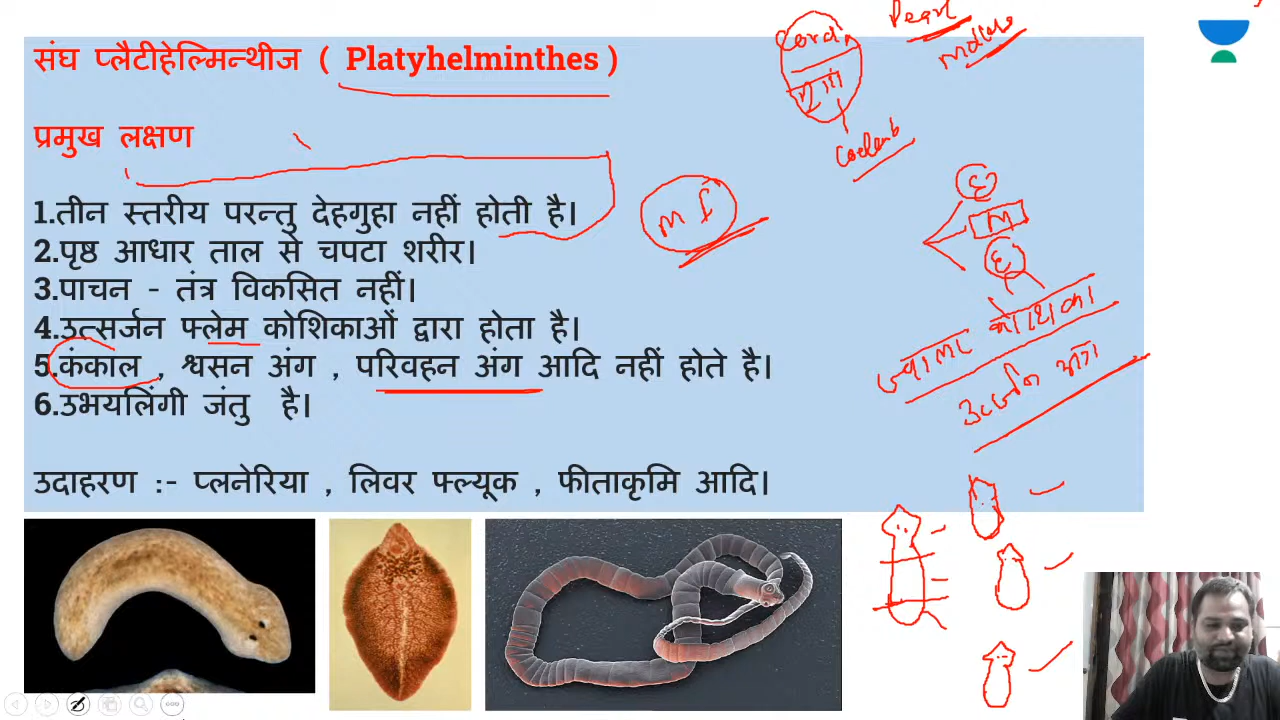 संघ प्लैटीहेल्मिन्थीज ( Platyhelminthes )
प्रमुख लक्षण
1.तीन स्तरीय परन्तु देहगुहा नहीं होती है।
2.पृष्ठ आधार ताल से चपटा शरीर।
3.पाचन - तंत्र विकसित नहीं।
4.उत्सर्जन फ्लेम कोशिकाओं द्वारा होता है।
5.कंकाल , श्वसन अंग , परिवहन अंग आदि नहीं होते है।
6.उभयलिंगी जंतु है।
उदाहरण :- प्लनेरिया , लिवर फ्ल्यूक , फीताकृमि आदि।
Pearl
मूंगा
M
ज्वाला कोशिका
उत्सर्जन अंग